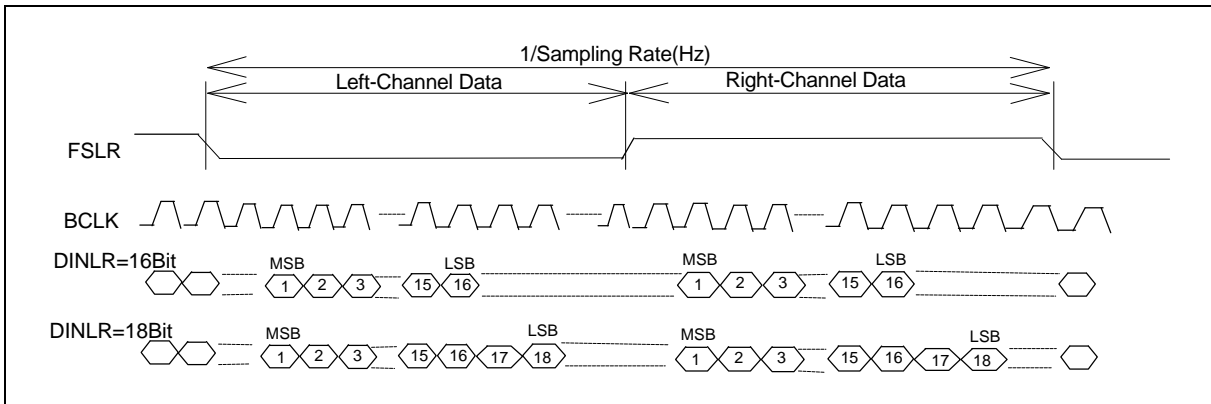 1/Sampling Rate(Hz)
Left-Channel Data Right-Channel Data
FSLR
BCLK
DINLR=16Bit
MSB LSB MSB LSB
1 2 3 15 16 1 2 3 15 16
DINLR=18Bit
MSB LSB MSB LSB
1 2 3 15 16 17 18 1 2 3 15 16 17 18